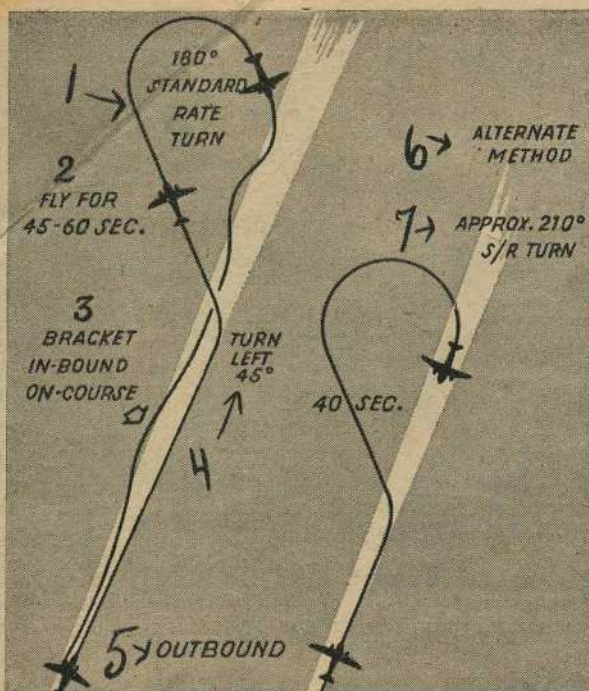 1 →
180°
STANDARD
RATE
TURN
2
FLY FOR
45-60 SEC.
3
BRACKET
IN-BOUND
ON-COURSE
TURN
LEFT
45°
4
5 → OUTBOUND
6 → ALTERNATE
METHOD
7 → APPROX. 210°
S/R TURN
40 SEC.